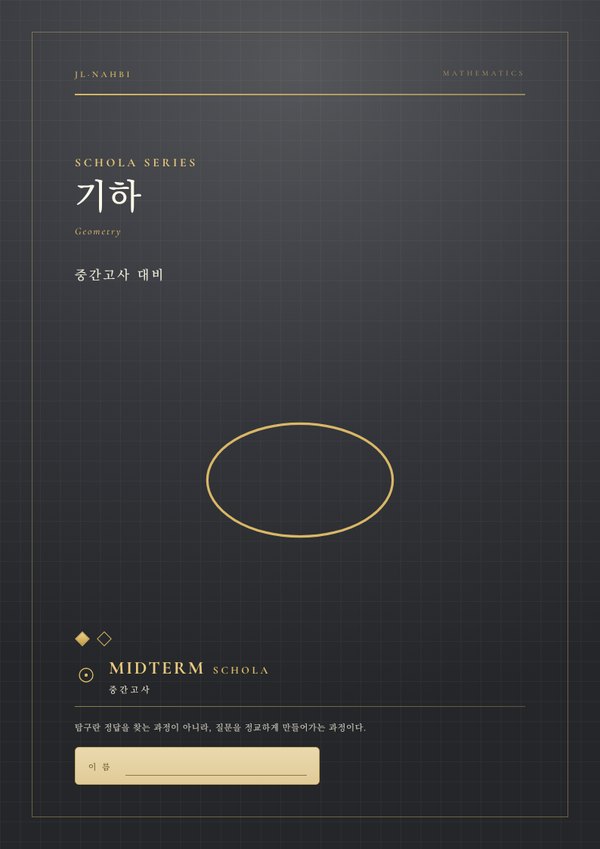 JL·NAHBI
MATHEMATICS
SCHOLA SERIES
기하
Geometry
중간고사 대비
MIDTERM SCHOLA
중간고사
탐구란 정답을 찾는 과정이 아니라, 질문을 정교하게 만들어가는 과정이다.
이 름